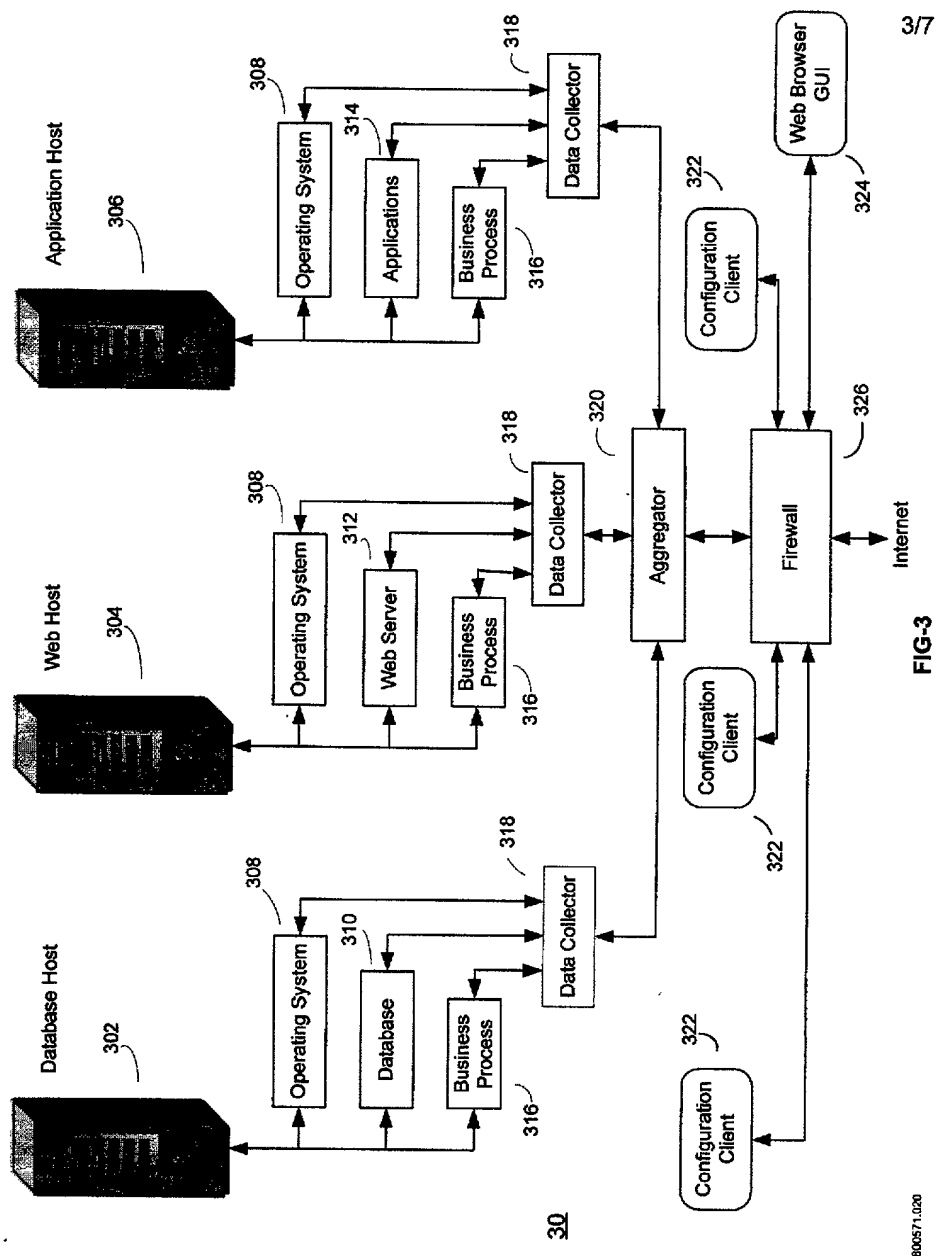 3/7
Database Host
302
Operating System
308
Database
310
Business
Process
316
Data Collector
318
Web Host
304
Operating System
308
Web Server
312
Business
Process
316
Data Collector
318
Application Host
306
Operating System
308
Applications
314
Business
Process
316
Data Collector
318
30
Aggregator
320
Configuration
Client
322
Configuration
Client
322
Firewall
326
Configuration
Client
322
Web Browser
GUI
324
Internet
FIG-3
800571.020